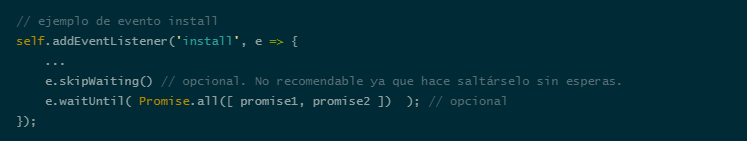 // ejemplo de evento install
self.addEventListener('install', e => {
    ...
    e.skipWaiting() // opcional. No recomendable ya que hace saltárselo sin esperas.
    e.waitUntil( Promise.all([ promise1, promise2 ])  ); // opcional
});